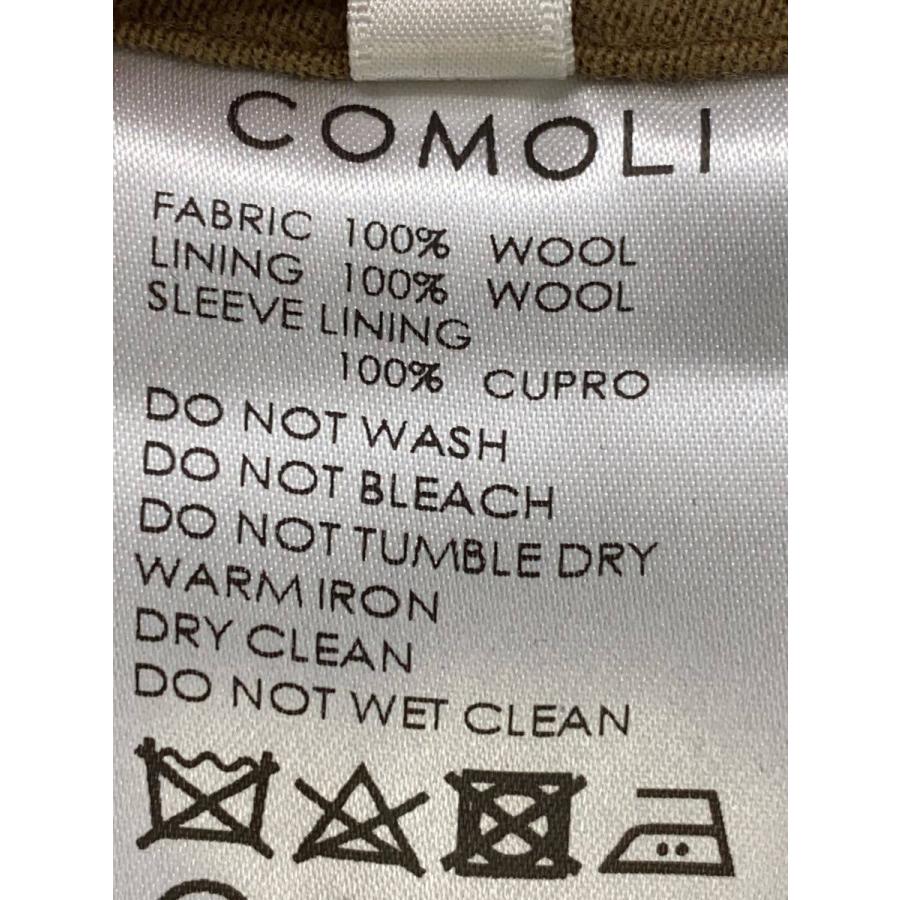 COMOLI
FABRIC 100% WOOL
LINING 100% WOOL
SLEEVE LINING
100% CUPRO
DO NOT WASH
DO NOT BLEACH
DO NOT TUMBLE DRY
WARM IRON
DRY CLEAN
DO NOT WET CLEAN